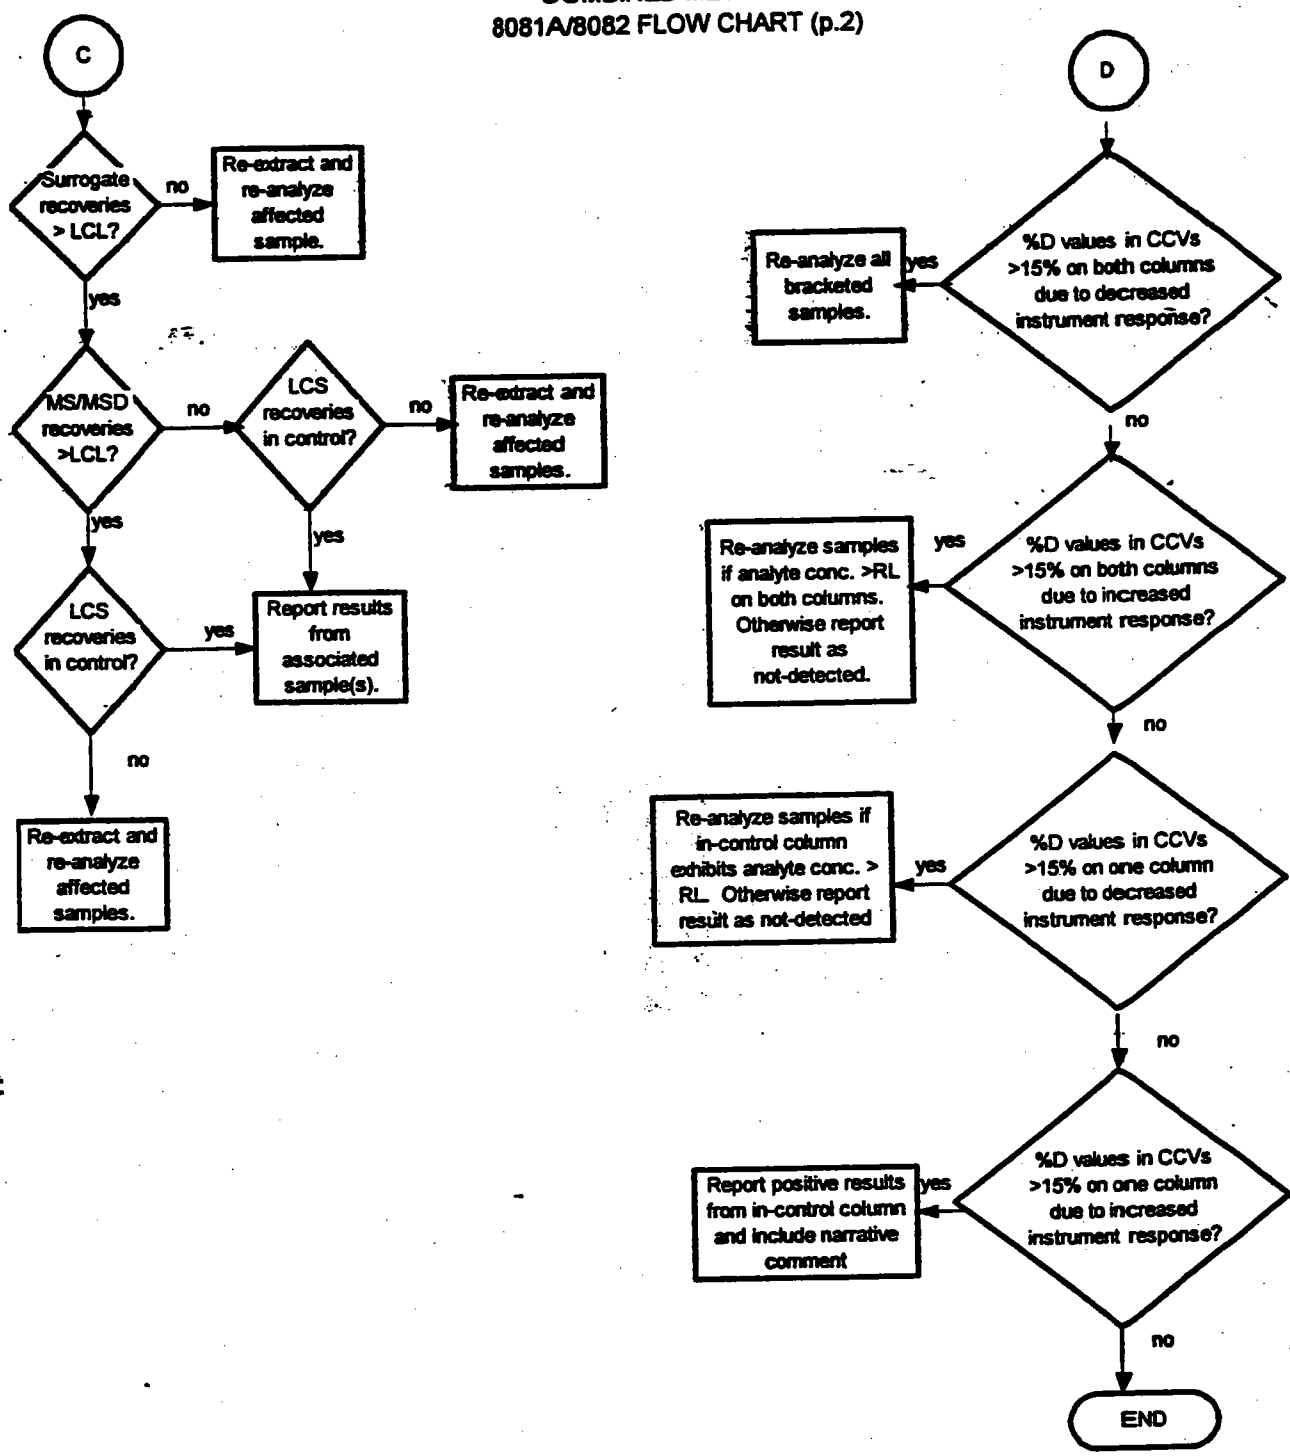 8081A/8082 FLOW CHART (p.2)
C
Surrogate
recoveries
> LCL?
no
Re-extract and
re-analyze
affected
sample.
yes
MS/MSD
recoveries
>LCL?
no
LCS
recoveries
in control?
no
Re-extract and
re-analyze
affected
samples.
yes
yes
LCS
recoveries
in control?
yes
Report results
from
associated
sample(s).
no
Re-extract and
re-analyze
affected
samples.
D
%D values in CCVs
>15% on both columns
due to decreased
instrument response?
yes
Re-analyze all
bracketed
samples.
no
%D values in CCVs
>15% on both columns
due to increased
instrument response?
yes
Re-analyze samples
if analyte conc. >RL
on both columns.
Otherwise report
result as
not-detected.
no
%D values in CCVs
>15% on one column
due to decreased
instrument response?
yes
Re-analyze samples if
in-control column
exhibits analyte conc. >
RL. Otherwise report
result as not-detected
no
%D values in CCVs
>15% on one column
due to increased
instrument response?
yes
Report positive results
from in-control column
and include narrative
comment
no
END